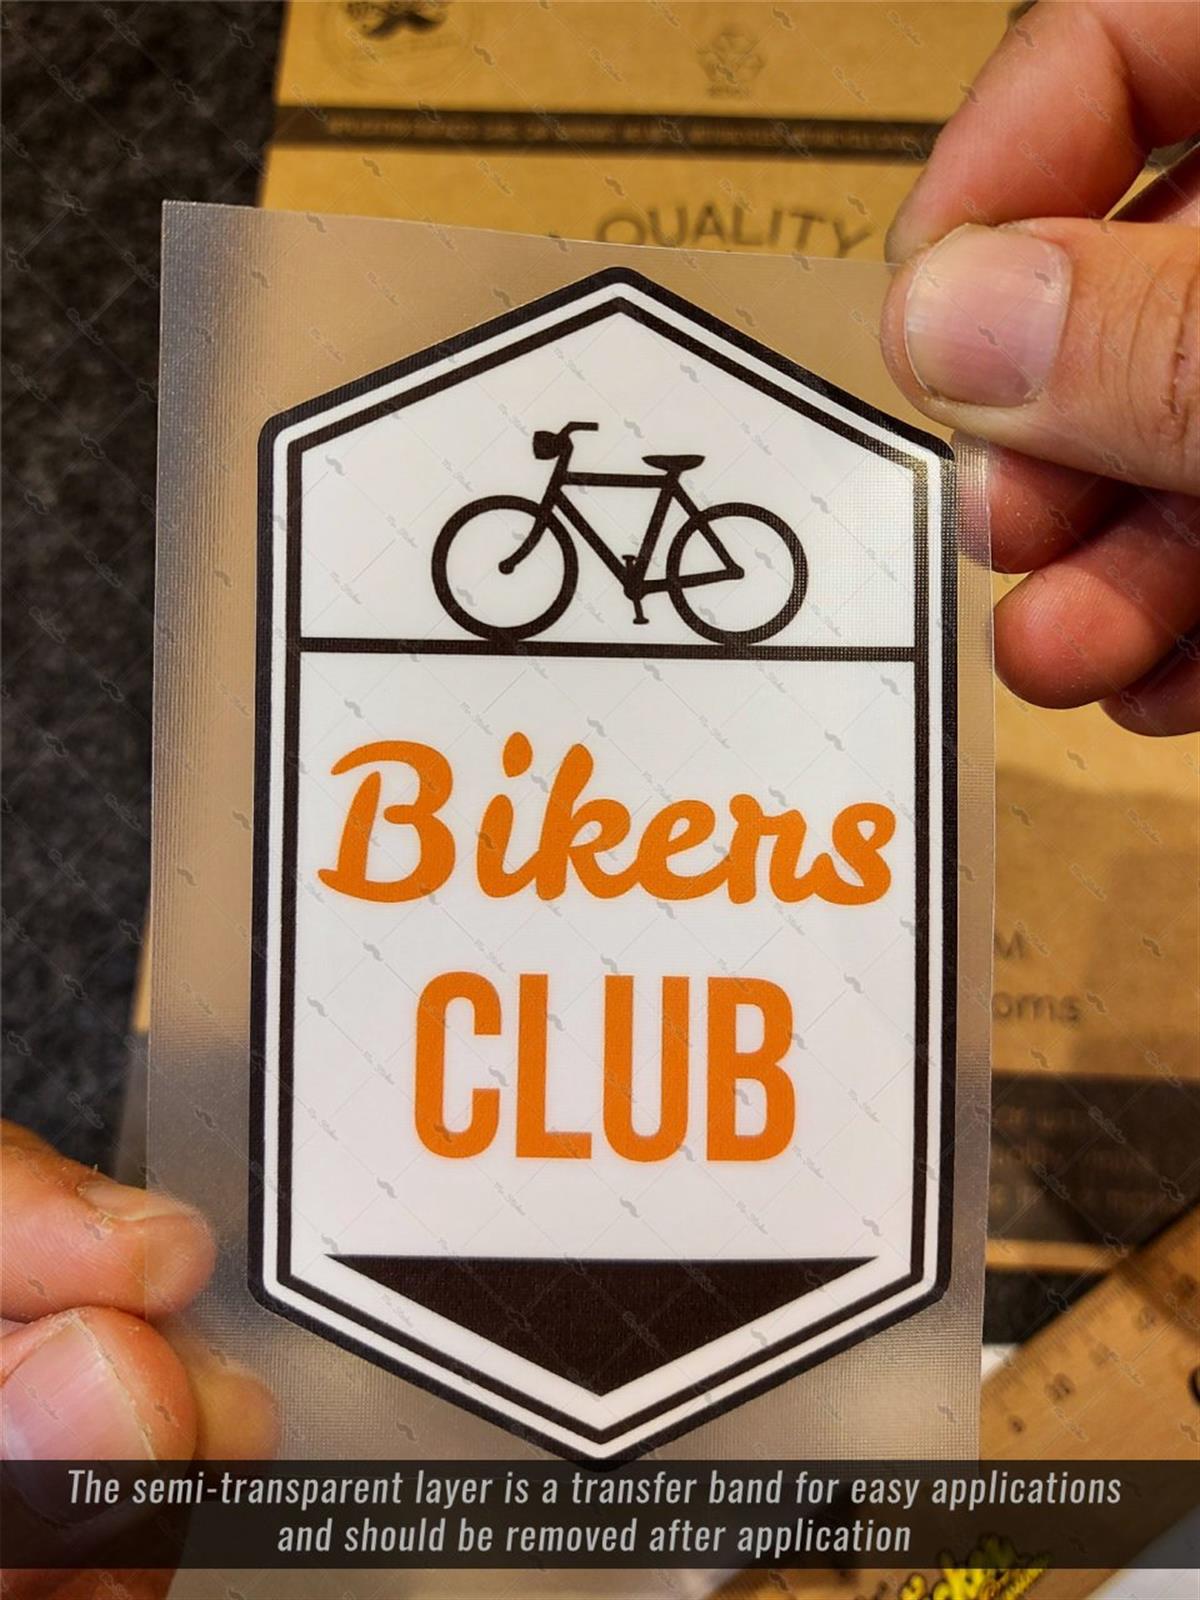 QUALITY
Bikers
CLUB
M
oms
The semi-transparent layer is a transfer band for easy applications
and should be removed after application